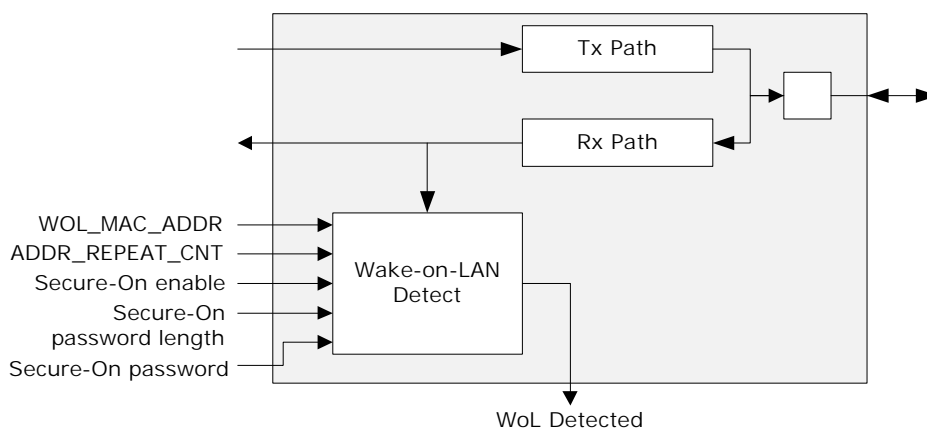 Tx Path
Rx Path
WOL_MAC_ADDR
ADDR_REPEAT_CNT
Secure-On enable
Secure-On
password length
Secure-On password
Wake-on-LAN
Detect
WoL Detected